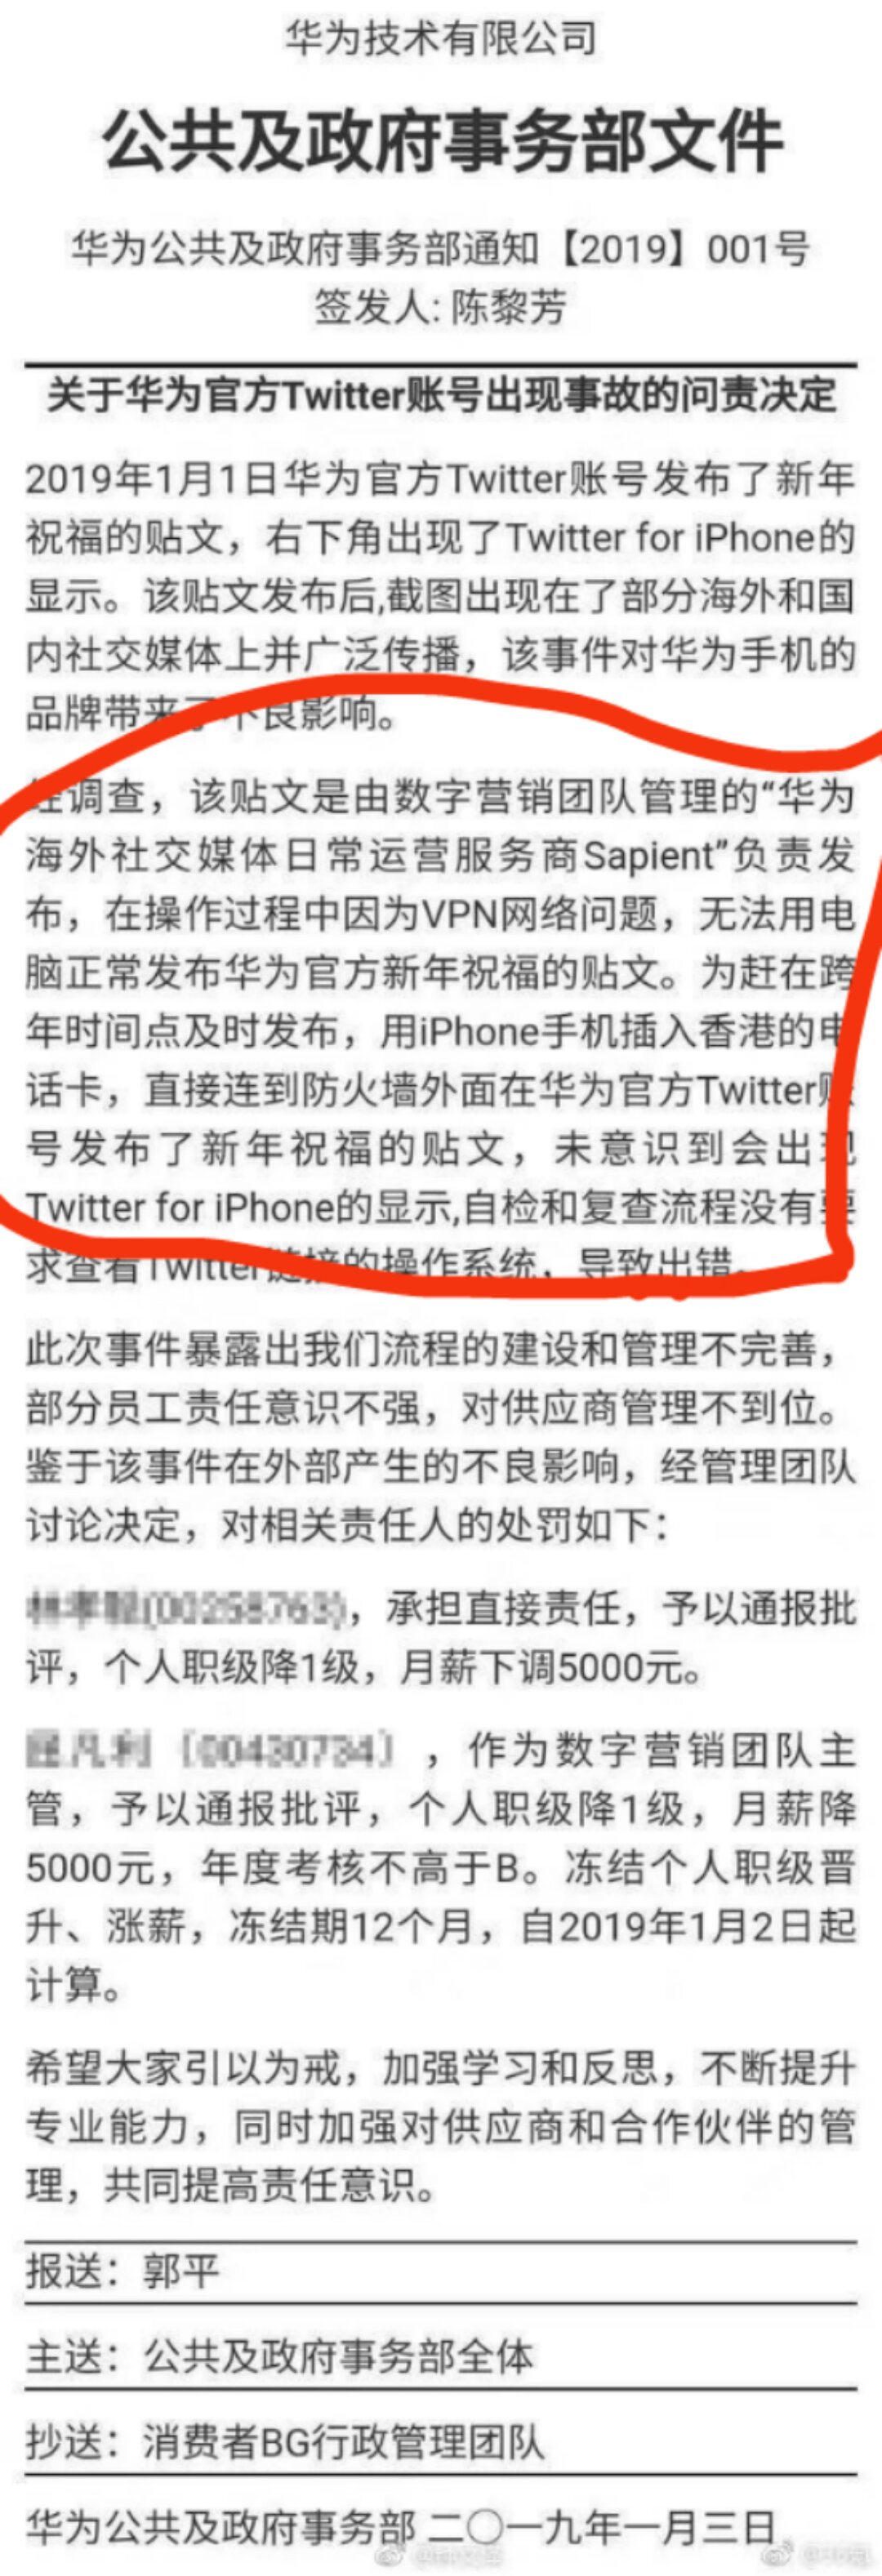 华为技术有限公司
公共及政府事务部文件
华为公共及政府事务部通知【2019】001号
签发人: 陈黎芳
关于华为官方Twitter账号出现事故的问责决定
2019年1月1日华为官方Twitter账号发布了新年
祝福的贴文，右下角出现了Twitter for iPhone的
显示。该贴文发布后,截图出现在了部分海外和国
内社交媒体上并广泛传播，该事件对华为手机的
品牌带来了不良影响。
经调查，该贴文是由数字营销团队管理的“华为
海外社交媒体日常运营服务商Sapient”负责发
布，在操作过程中因为VPN网络问题，无法用电
脑正常发布华为官方新年祝福的贴文。为赶在跨
年时间点及时发布，用iPhone手机插入香港的电
话卡，直接连到防火墙外面在华为官方Twitter账
号发布了新年祝福的贴文，未意识到会出现
Twitter for iPhone的显示,自检和复查流程没有要
求查看Twitter链接的操作系统，导致出错。
此次事件暴露出我们流程的建设和管理不完善，
部分员工责任意识不强，对供应商管理不到位。
鉴于该事件在外部产生的不良影响，经管理团队
讨论决定，对相关责任人的处罚如下：
，承担直接责任，予以通报批
评，个人职级降1级，月薪下调5000元。
，作为数字营销团队主
管，予以通报批评，个人职级降1级，月薪降
5000元，年度考核不高于B。冻结个人职级晋
升、涨薪，冻结期12个月，自2019年1月2日起
计算。
希望大家引以为戒，加强学习和反思，不断提升
专业能力，同时加强对供应商和合作伙伴的管
理，共同提高责任意识。
报送：郭平
主送：公共及政府事务部全体
抄送：消费者BG行政管理团队
华为公共及政府事务部 二〇一九年一月三日